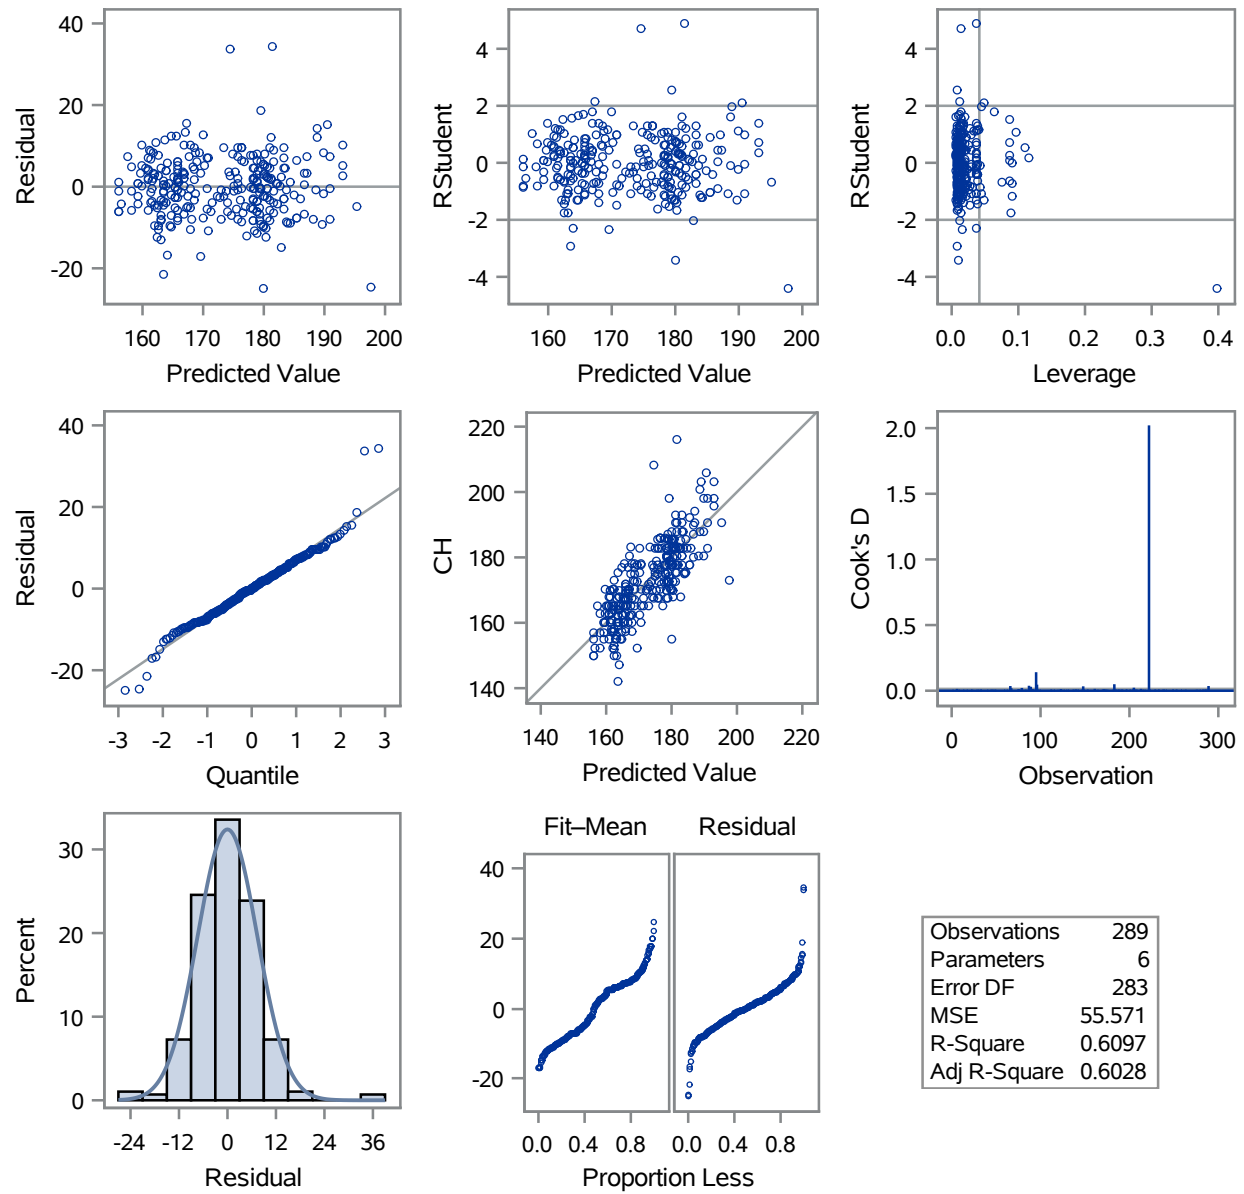 40
20
0
-20
Residual
160 170 180 190 200
Predicted Value
4
2
0
-2
-4
RStudent
160 170 180 190 200
Predicted Value
4
2
0
-2
-4
RStudent
0.0 0.1 0.2 0.3 0.4
Leverage
40
20
0
-20
Residual
-3 -2 -1 0 1 2 3
Quantile
220
200
180
160
140
CH
140 160 180 200 220
Predicted Value
2.0
1.5
1.0
0.5
0.0
Cook's D
0 100 200 300
Observation
30
20
10
0
Percent
-24 -12 0 12 24 36
Residual
Fit–Mean Residual
40
20
0
-20
0.0 0.4 0.8 0.0 0.4 0.8
Proportion Less
Observations 289
Parameters 6
Error DF 283
MSE 55.571
R-Square 0.6097
Adj R-Square 0.6028